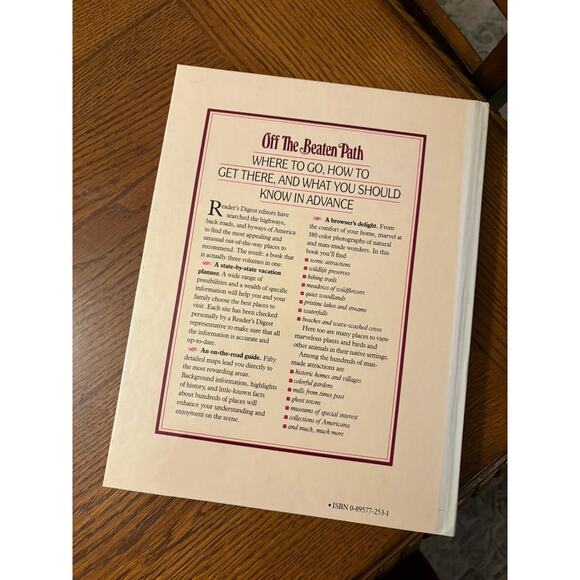 Off The Beaten Path
WHERE TO GO, HOW TO
GET THERE, AND WHAT YOU SHOULD
KNOW IN ADVANCE
Reader's Digest editors have
searched the highways,
back roads, and byways of America
to find the most appealing and
unusual out-of-the-way places to
recommend. The result: a book that
is actually three volumes in one.
A state-by-state vacation
planner. A wide range of
possibilities and a wealth of specific
information will help you and your
family choose the best places to
visit. Each site has been checked
personally by a Reader's Digest
representative to make sure that all
the information is accurate and
up-to-date.
An on-the-road guide. Fifty
detailed maps lead you directly to
the most rewarding areas.
Background information, highlights
of history, and little-known facts
about hundreds of places will
enhance your understanding and
enjoyment on the scene.
A browser's delight. From
the comfort of your home, marvel at
380 color photographs of natural
and man-made wonders. In this
book you'll find
■ scenic attractions
■ wildlife preserves
■ hiking trails
■ meadows of wildflowers
■ quiet woodlands
■ pristine lakes and streams
■ waterfalls
■ beaches and wave-washed coves
Here too are many places to view
marvelous plants and birds and
other animals in their native settings.
Among the hundreds of man-
made attractions are
■ historic homes and villages
■ colorful gardens
■ mills from times past
■ ghost towns
■ museums of special interest
■ collections of Americana
■ and much, much more
• ISBN 0-89577-253-1